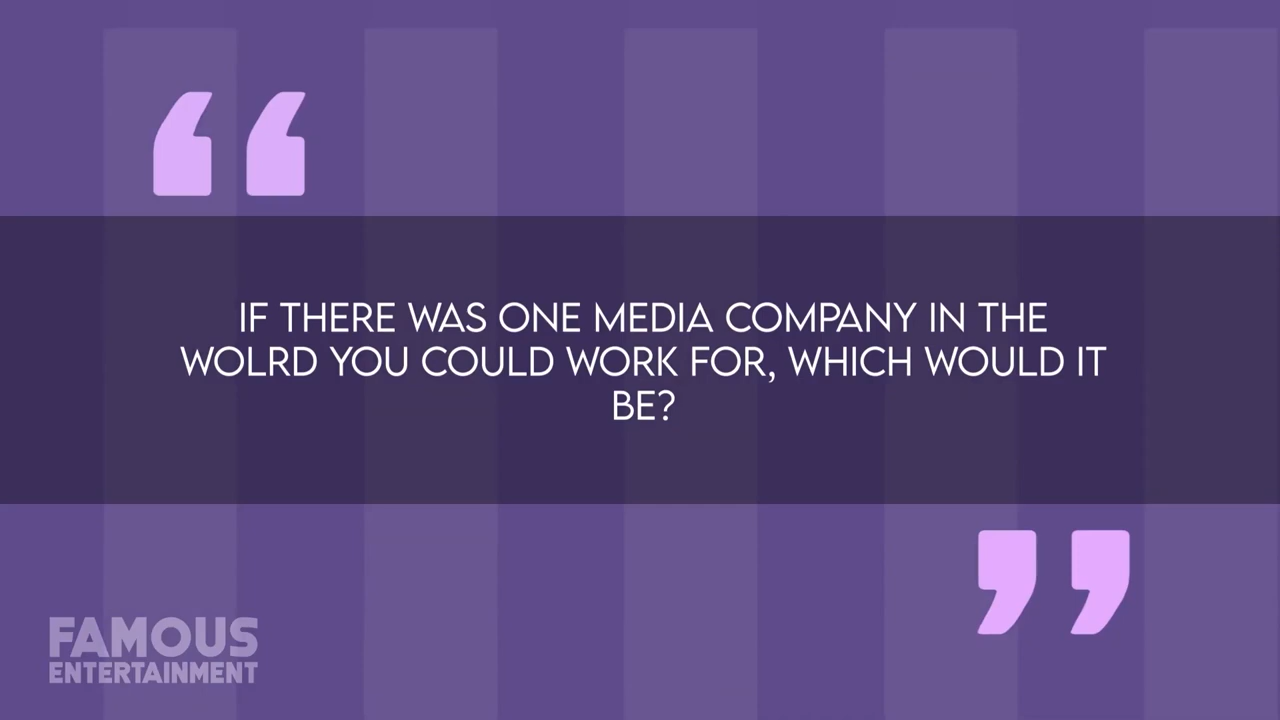 “
IF THERE WAS ONE MEDIA COMPANY IN THE
WOLRD YOU COULD WORK FOR, WHICH WOULD IT
BE?
”
FAMOUS
ENTERTAINMENT